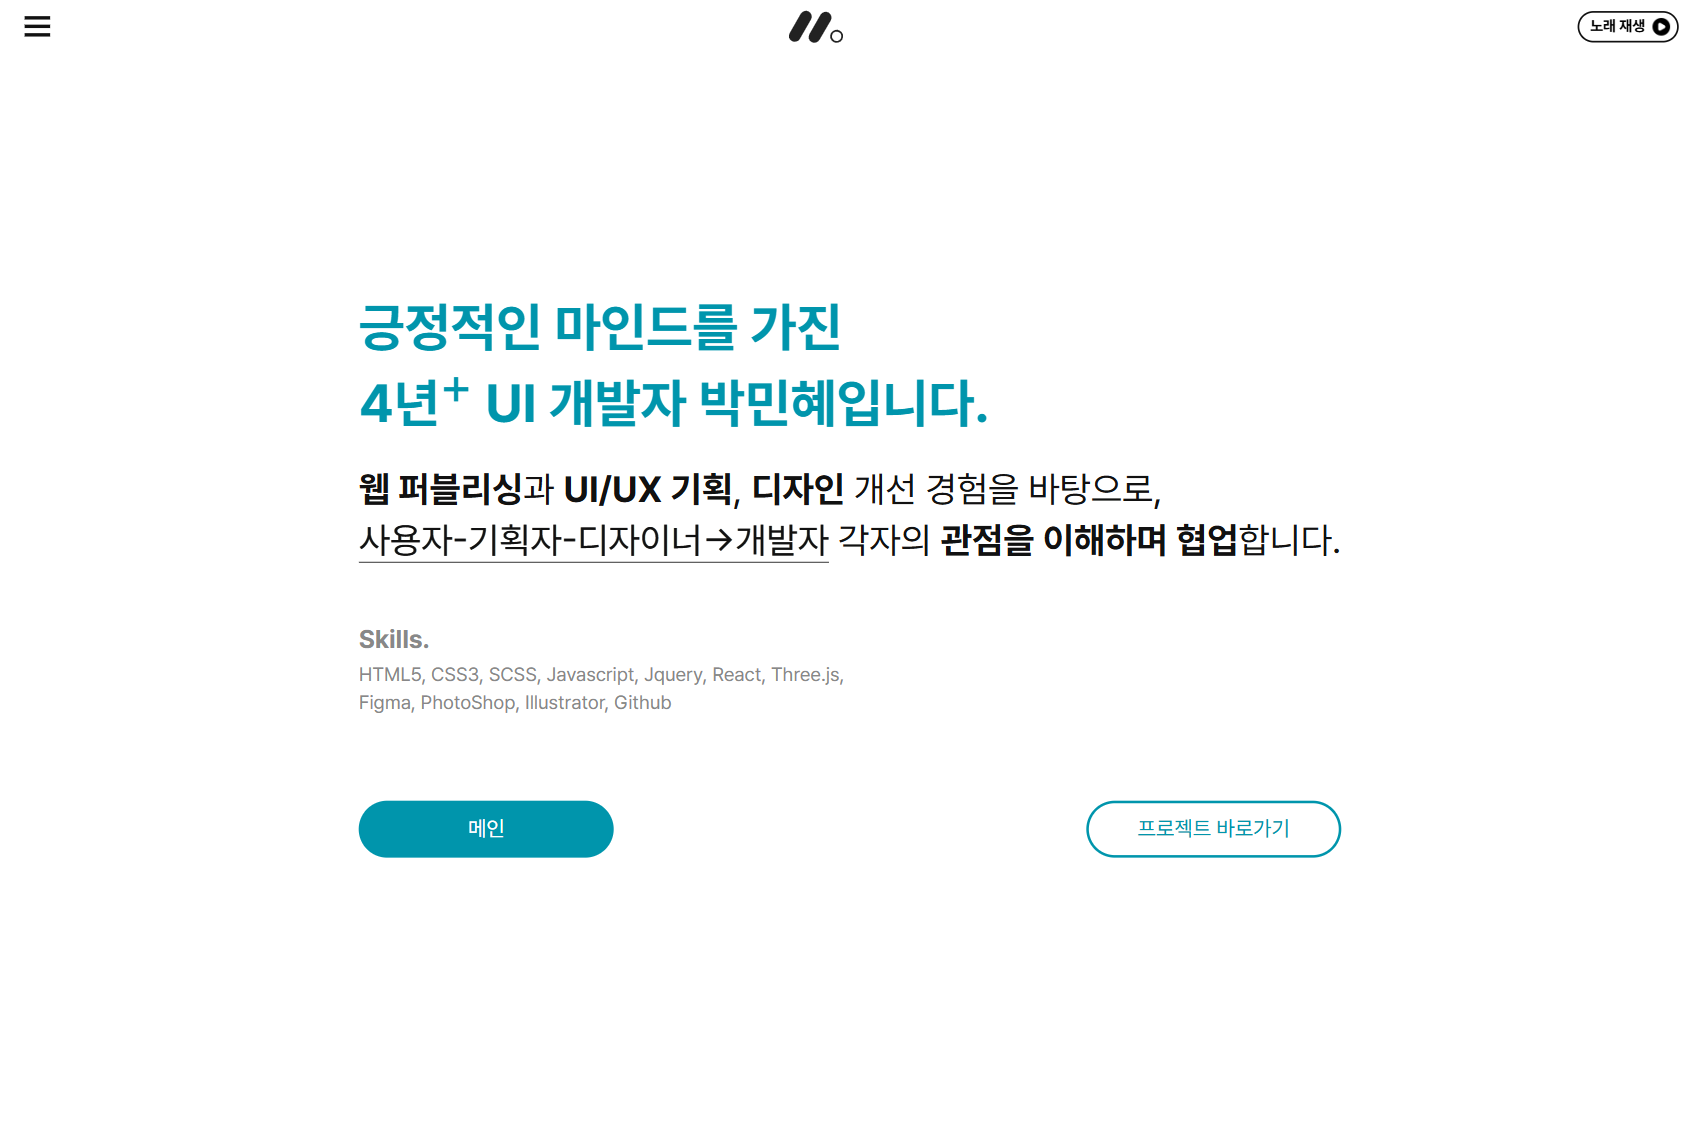 노래 재생
긍정적인 마인드를 가진
4년+ UI 개발자 박민혜입니다.
웹 퍼블리싱과 UI/UX 기획, 디자인 개선 경험을 바탕으로,
사용자-기획자-디자이너→개발자 각자의 관점을 이해하며 협업합니다.
Skills.
HTML5, CSS3, SCSS, Javascript, Jquery, React, Three.js,
Figma, PhotoShop, Illustrator, Github
메인
프로젝트 바로가기